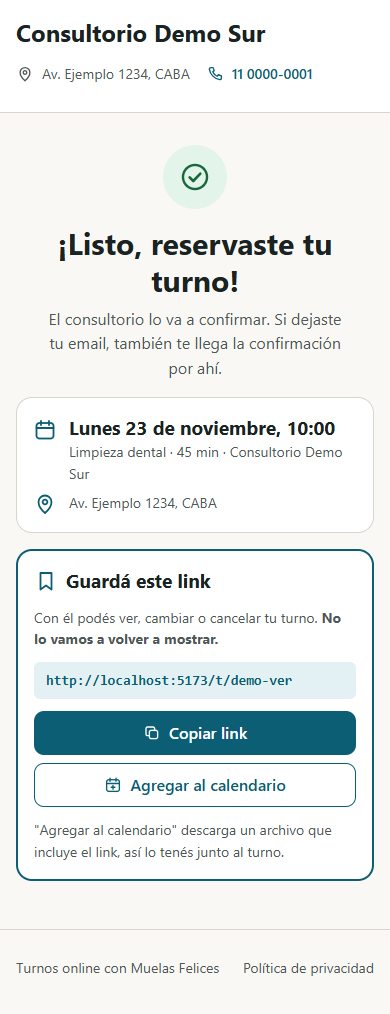 Consultorio Demo Sur
Av. Ejemplo 1234, CABA 11 0000-0001
¡Listo, reservaste tu
turno!
El consultorio lo va a confirmar. Si dejaste
tu email, también te llega la confirmación
por ahí.
Lunes 23 de noviembre, 10:00
Limpieza dental · 45 min · Consultorio Demo
Sur
Av. Ejemplo 1234, CABA
Guardá este link
Con él podés ver, cambiar o cancelar tu turno. No
lo vamos a volver a mostrar.
http://localhost:5173/t/demo-ver
Copiar link
Agregar al calendario
"Agregar al calendario" descarga un archivo que
incluye el link, así lo tenés junto al turno.
Turnos online con Muelas Felices Política de privacidad